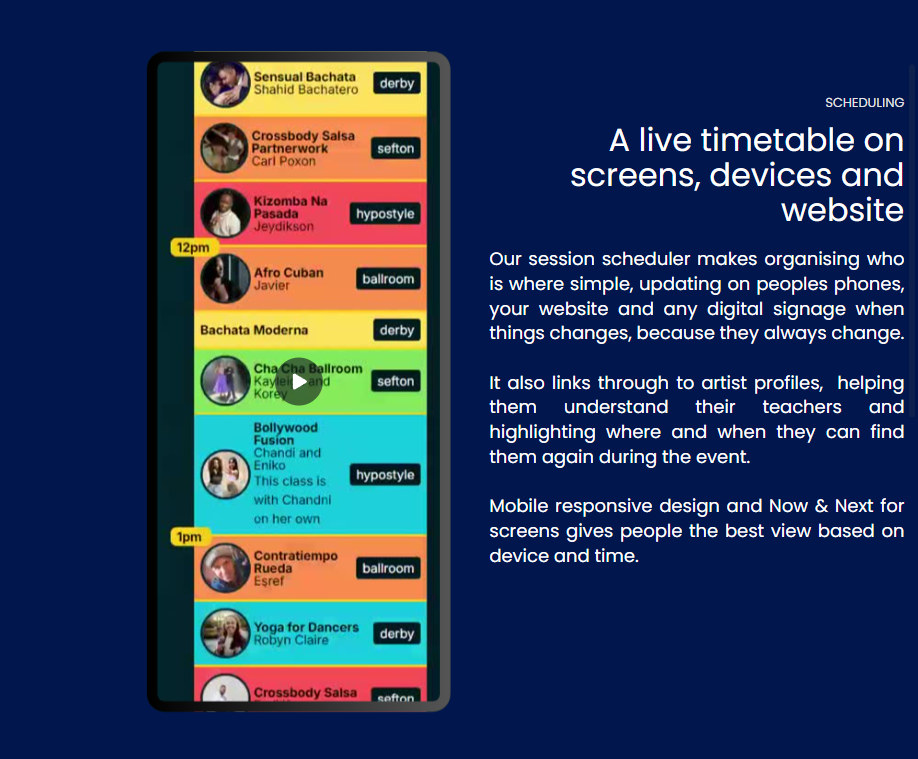 Sensual Bachata
Shahid Bachatero
derby
Crossbody Salsa
Partnerwork
Carl Poxon
sefton
Kizomba Na
Pasada
Jeydikson
hypostyle
12pm
Afro Cuban
Javier
ballroom
Bachata Moderna
derby
Cha Cha Ballroom
Kayleigh and
Korey
sefton
Bollywood
Fusion
Chandi and
Eniko
This class is
with Chandni
on her own
hypostyle
1pm
Contratiempo
Rueda
Eşref
ballroom
Yoga for Dancers
Robyn Claire
derby
Crossbody Salsa
sefton
SCHEDULING
A live timetable on
screens, devices and
website
Our session scheduler makes organising who
is where simple, updating on peoples phones,
your website and any digital signage when
things changes, because they always change.
It also links through to artist profiles, helping
them understand their teachers and
highlighting where and when they can find
them again during the event.
Mobile responsive design and Now & Next for
screens gives people the best view based on
device and time.